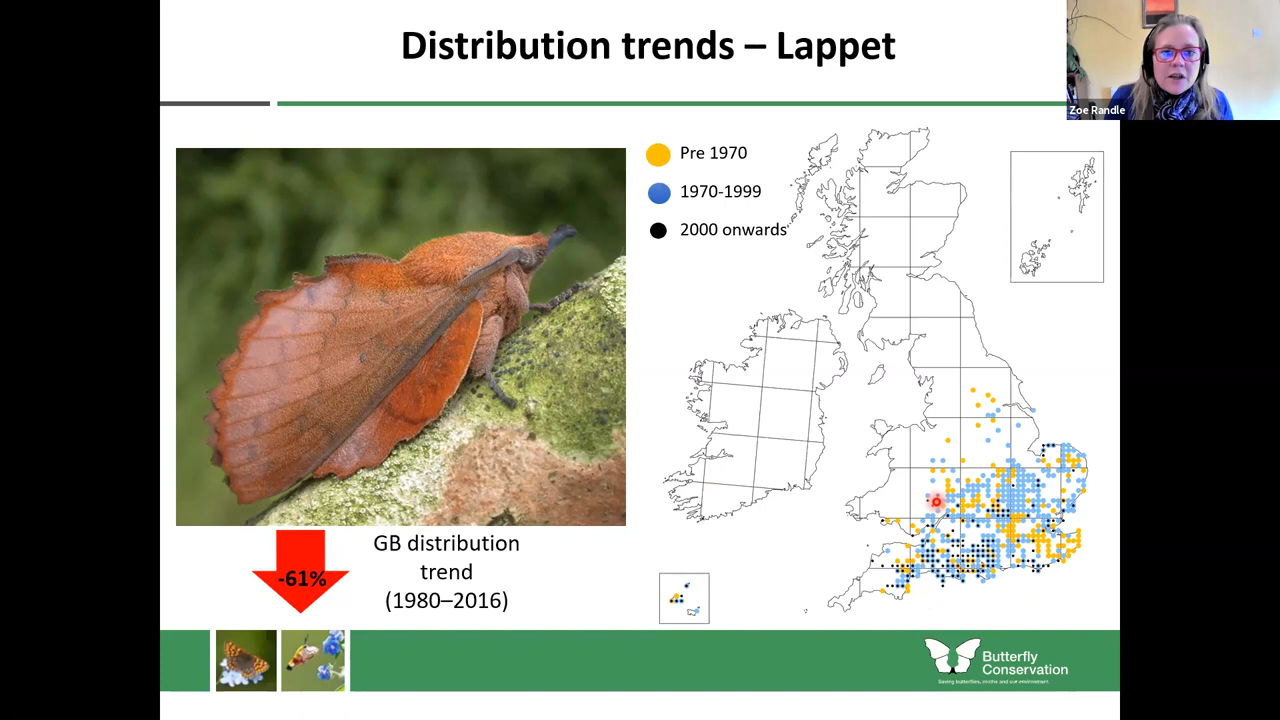 Distribution trends – Lappet
Zoe Randle
Pre 1970
1970-1999
2000 onwards
-61%
GB distribution
trend
(1980–2016)
Butterfly
Conservation
Saving butterflies, moths and our environment